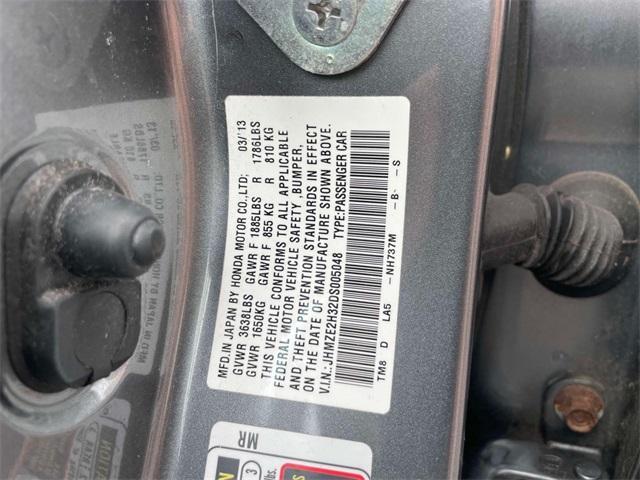 MFD.IN JAPAN BY HONDA MOTOR CO.,LTD: 03/'13
GVWR 3638LBS GAWR F 1885LBS R 1786LBS
GVWR 1650KG GAWR F 855 KG R 810 KG
THIS VEHICLE CONFORMS TO ALL APPLICABLE
FEDERAL MOTOR VEHICLE SAFETY ,BUMPER,
AND THEFT PREVENTION STANDARDS IN EFFECT
ON THE DATE OF MANUFACTURE SHOWN ABOVE.
V.I.N.: JHMZE2H32DS005048 TYPE:PASSENGER CAR
TM8 D LA5 -NH737M -B- -S
MR
3
lbs.